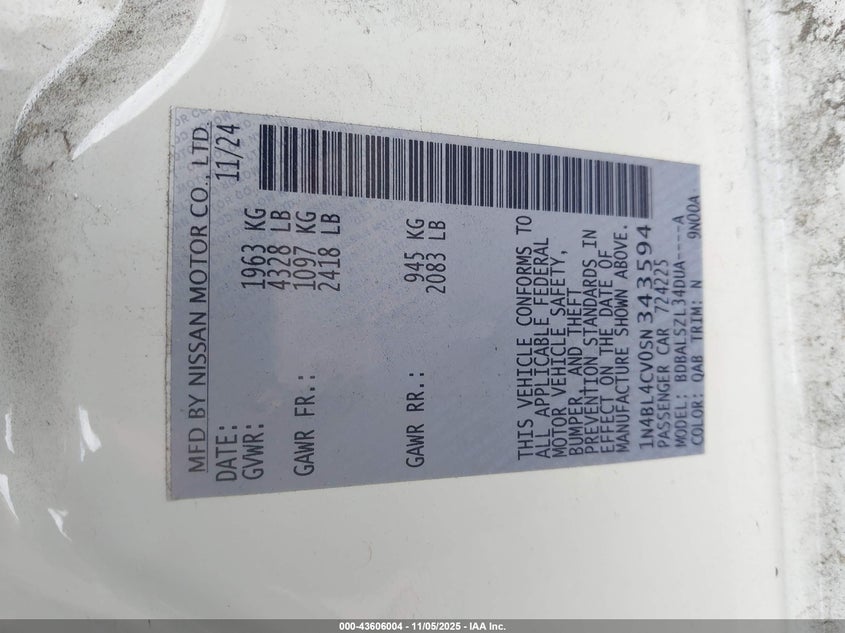 MFD BY NISSAN MOTOR CO., LTD.
DATE: 11/24
GVWR: 1963 KG
4328 LB
GAWR FR.: 1097 KG
2418 LB
GAWR RR.: 945 KG
2083 LB
THIS VEHICLE CONFORMS TO
ALL APPLICABLE FEDERAL
MOTOR VEHICLE SAFETY,
BUMPER, AND THEFT
PREVENTION STANDARDS IN
EFFECT ON THE DATE OF
MANUFACTURE SHOWN ABOVE.
1N4BL4CV0SN343594
PASSENGER CAR 724225
MODEL: BDBALSZL34DUA----A
COLOR: QAB TRIM: N 9N00A
000-43606004 - 11/05/2025 - IAA Inc.